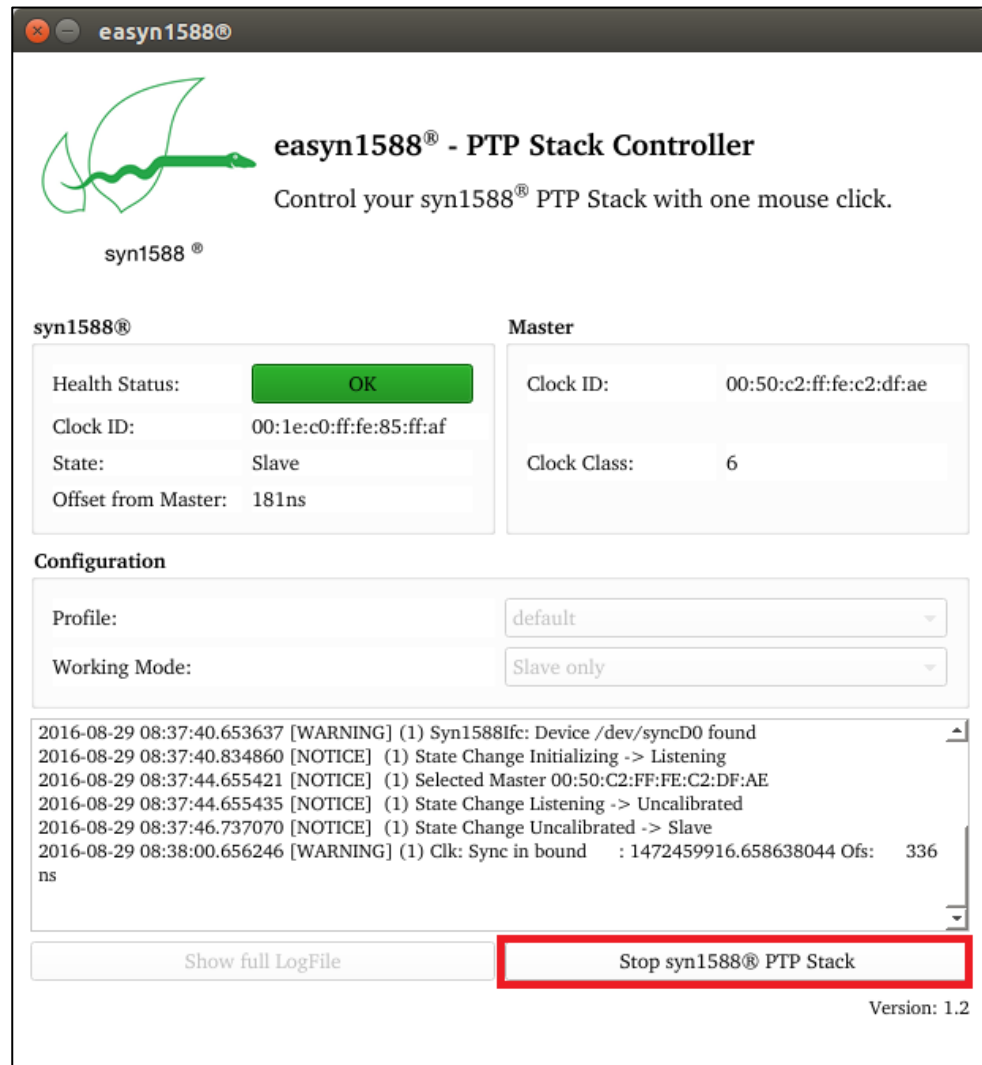 easyn1588®
easyn1588® - PTP Stack Controller
Control your syn1588® PTP Stack with one mouse click.
syn1588 ®
syn1588®
Health Status: OK
Clock ID: 00:1e:c0:ff:fe:85:ff:af
State: Slave
Offset from Master: 181ns
Master
Clock ID: 00:50:c2:ff:fe:c2:df:ae
Clock Class: 6
Configuration
Profile: default
Working Mode: Slave only
2016-08-29 08:37:40.653637 [WARNING] (1) Syn1588Ifc: Device /dev/syncD0 found
2016-08-29 08:37:40.834860 [NOTICE]  (1) State Change Initializing -> Listening
2016-08-29 08:37:44.655421 [NOTICE]  (1) Selected Master 00:50:C2:FF:FE:C2:DF:AE
2016-08-29 08:37:44.655435 [NOTICE]  (1) State Change Listening -> Uncalibrated
2016-08-29 08:37:46.737070 [NOTICE]  (1) State Change Uncalibrated -> Slave
2016-08-29 08:38:00.656246 [WARNING] (1) Clk: Sync in bound     : 1472459916.658638044 Ofs:     336
ns
Show full LogFile
Stop syn1588® PTP Stack
Version: 1.2